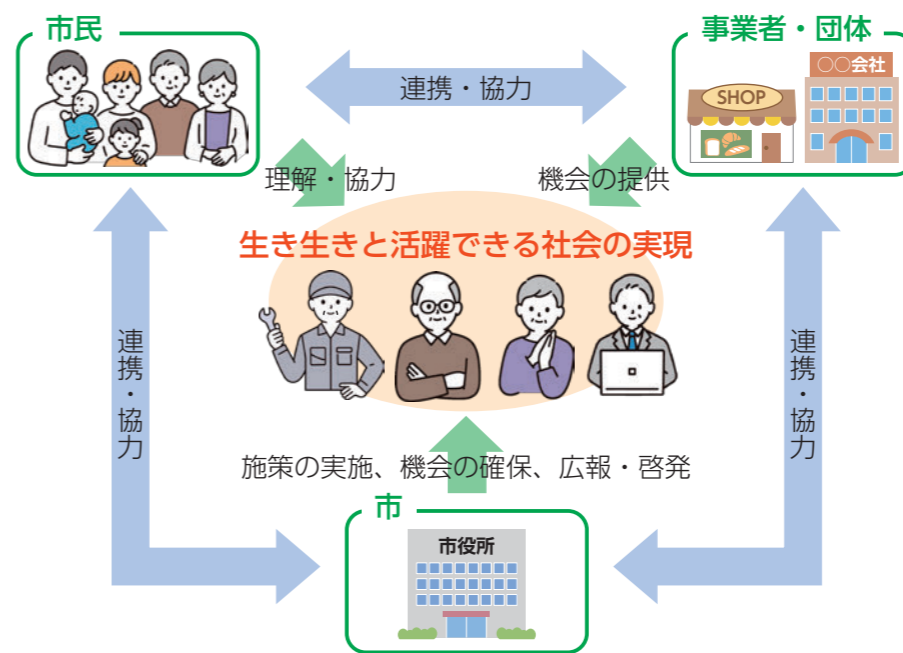 市民
事業者・団体
○○会社
SHOP
連携・協力
理解・協力
機会の提供
生き生きと活躍できる社会の実現
連携・協力
連携・協力
施策の実施、機会の確保、広報・啓発
市
市役所